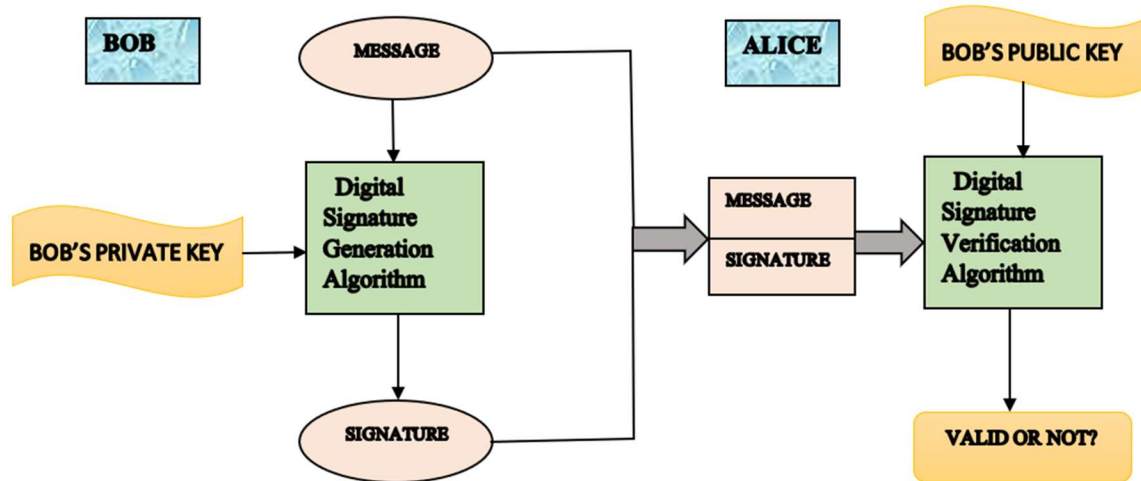 BOB
MESSAGE
ALICE
BOB'S PUBLIC KEY
Digital
Signature
Generation
Algorithm
BOB'S PRIVATE KEY
MESSAGE
SIGNATURE
Digital
Signature
Verification
Algorithm
SIGNATURE
VALID OR NOT?